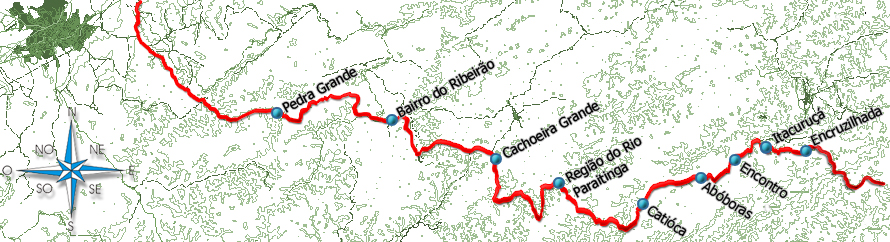 Pedra Grande
Bairro do Ribeirão
Cachoeira Grande
Região do Rio
Paraitinga
Catióca
Abóboras
Encontro
Itacuruçá
Encruzilhada
N
NO
NE
O
E
SO
SE
S